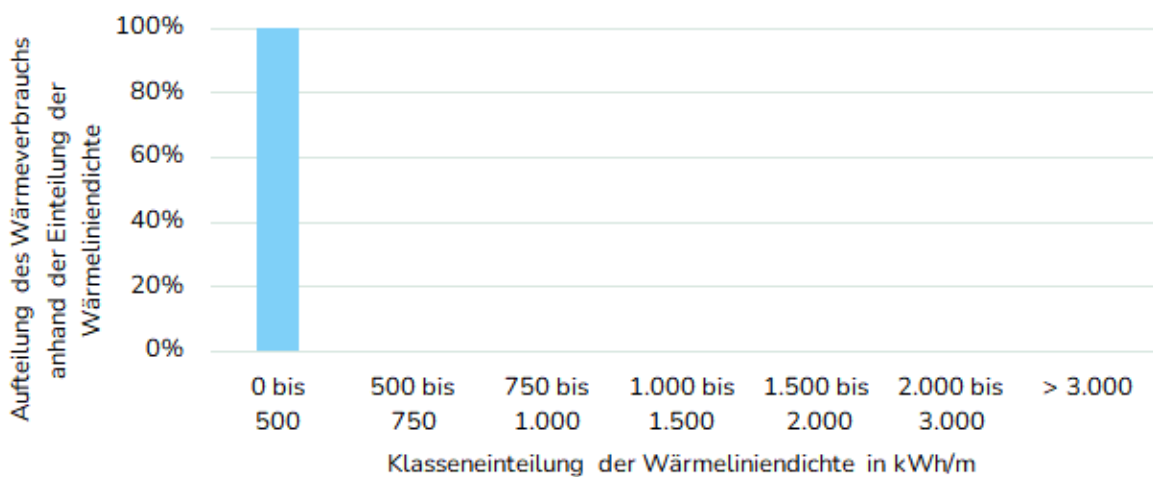 Aufteilung des Wärmeverbrauchs
anhand der Einteilung der
Wärmeliniendichte
100%
80%
60%
40%
20%
0%
0 bis
500
500 bis
750
750 bis
1.000
1.000 bis
1.500
1.500 bis
2.000
2.000 bis
3.000
> 3.000
Klasseneinteilung der Wärmeliniendichte in kWh/m